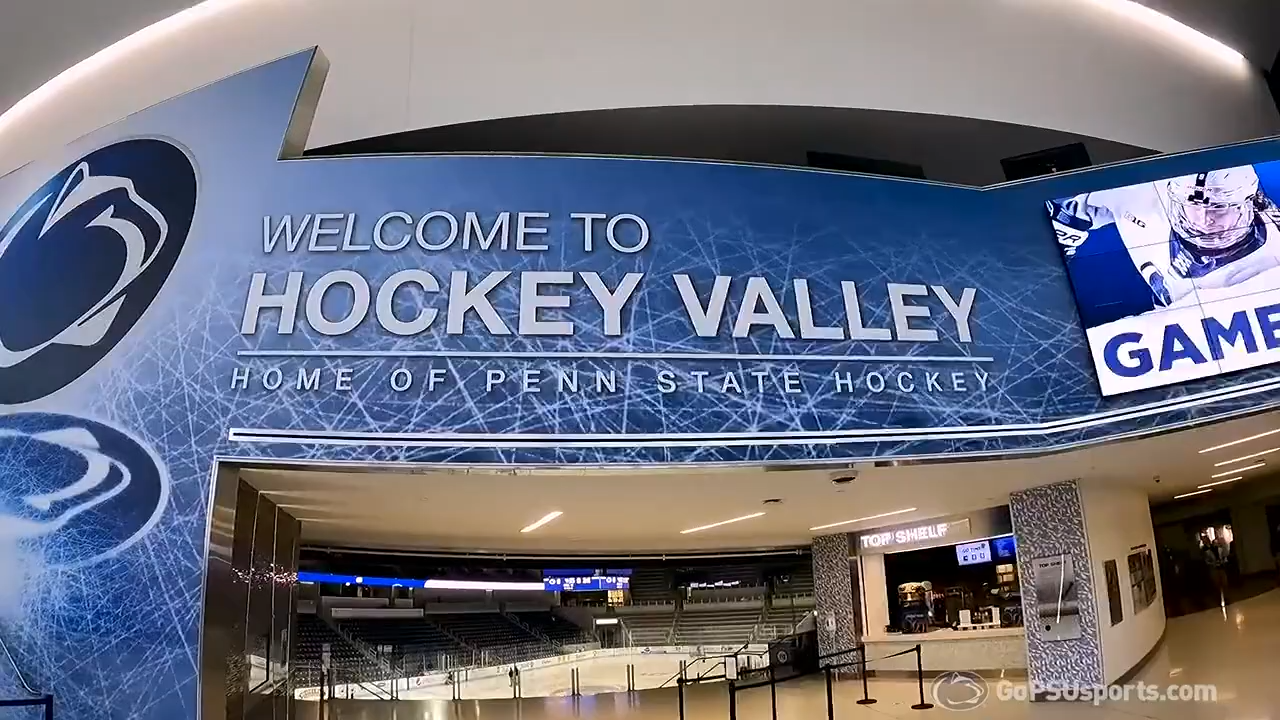 WELCOME TO
HOCKEY VALLEY
HOME OF PENN STATE HOCKEY
GAME
TOP SHELF
GoPSUsports.com